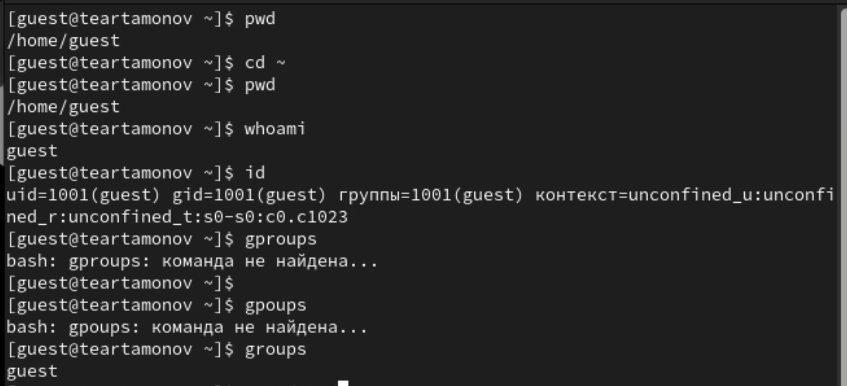 [guest@teartamonov ~]$ pwd
/home/guest
[guest@teartamonov ~]$ cd ~
[guest@teartamonov ~]$ pwd
/home/guest
[guest@teartamonov ~]$ whoami
guest
[guest@teartamonov ~]$ id
uid=1001(guest) gid=1001(guest) группы=1001(guest) контекст=unconfined_u:unconfi
ned_r:unconfined_t:s0-s0:c0.c1023
[guest@teartamonov ~]$ gproups
bash: gproups: команда не найдена...
[guest@teartamonov ~]$
[guest@teartamonov ~]$ gpoups
bash: gpoups: команда не найдена...
[guest@teartamonov ~]$ groups
guest